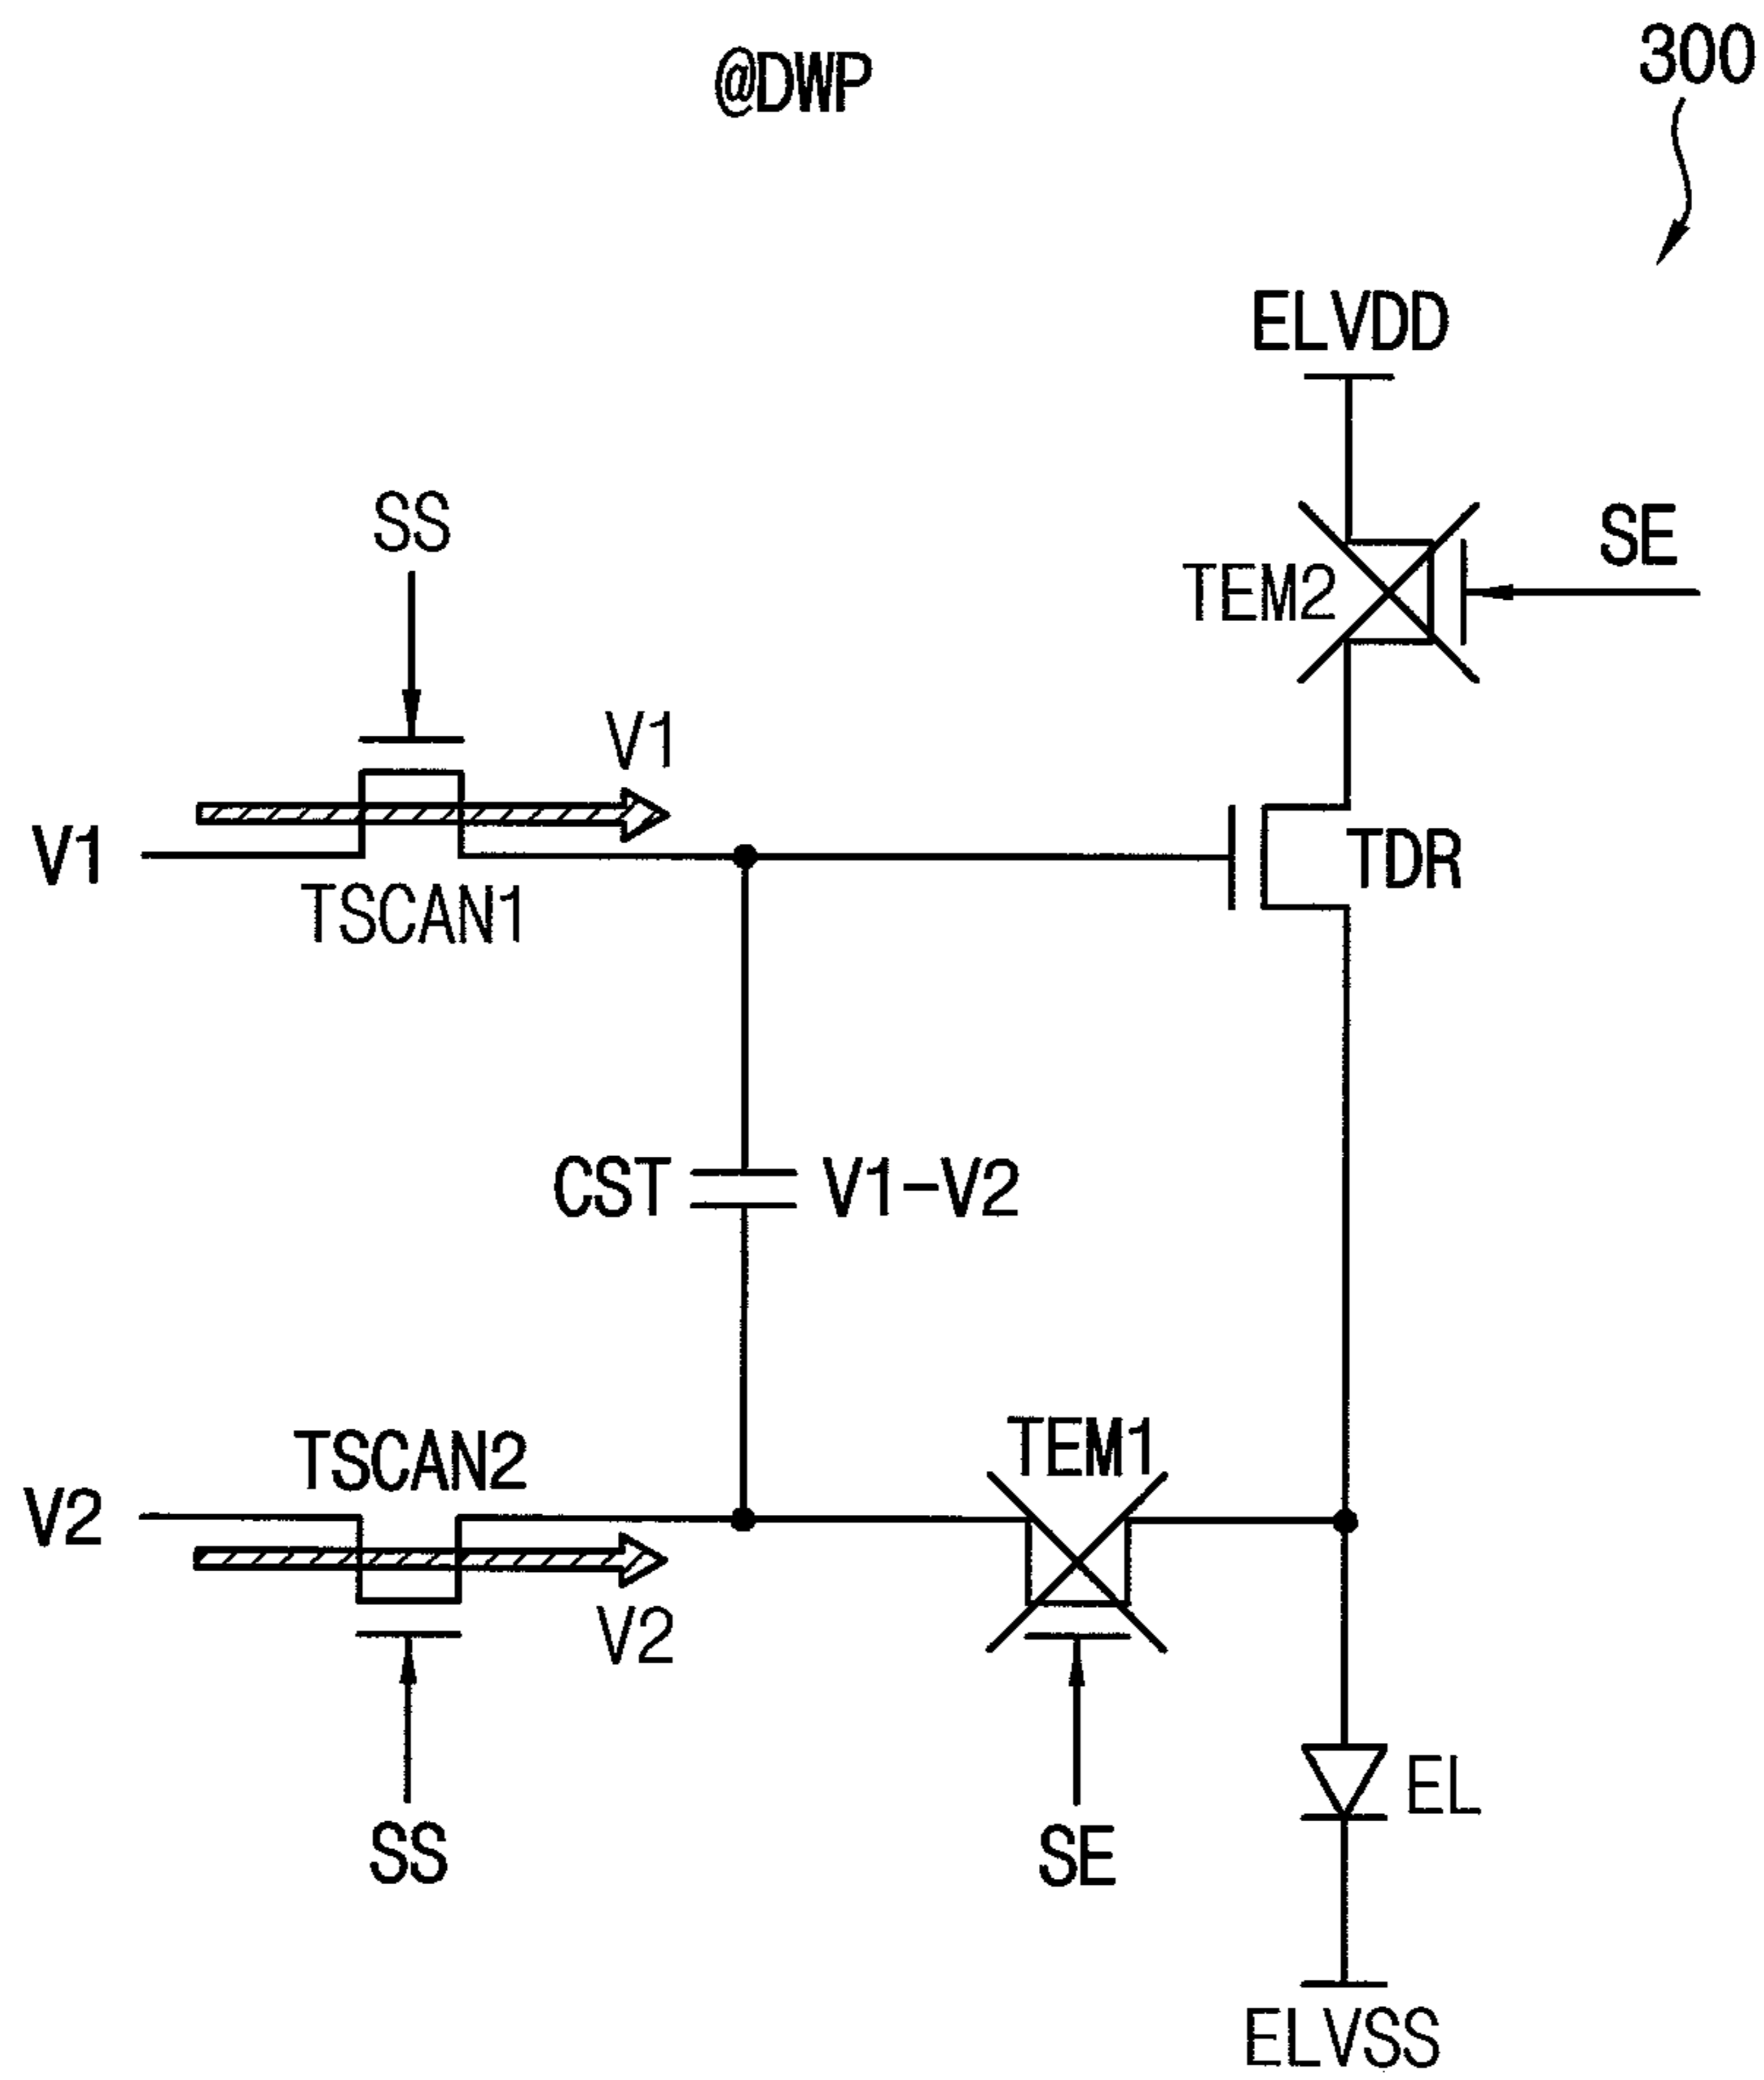 @DWP
300
ELVDD
SS
SE
TEM2
V1
V1
TDR
TSCAN1
CST
V1-V2
TEM1
TSCAN2
V2
V2
EL
SS
SE
ELVSS